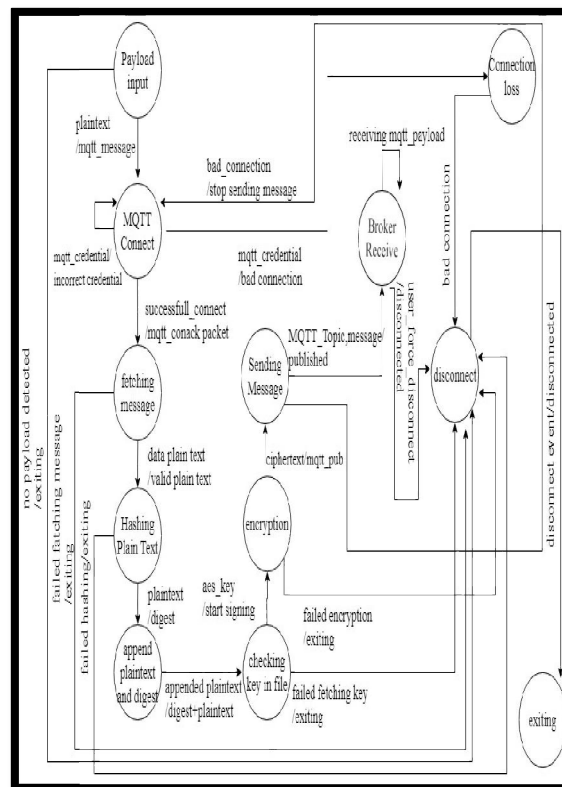 Payload
input
Connection
loss
plaintext
/mqtt_message
receiving mqtt_payload
bad_connection
/stop sending message
MQTT
Connect
Broker
Receive
bad connection
mqtt_credential/
incorrect credential
mqtt_credential
/bad connection
successfull_connect
/mqtt_conack packet
user_force_disconnect
/disconnected
MQTT_Topic,message/
published
fetching
message
Sending
Message
disconnect
no payload detected
/exiting
failed fatching message
/exiting
failed hashing/exiting
data plain text
/valid plain text
ciphertext/mqtt_pub
disconnect event/disconnected
Hashing
Plain Text
encryption
plaintext
/digest
aes_key
/start signing
failed encryption
/exiting
append
plaintext
and digest
appended plaintext
/digest+plaintext
checking
key in file
failed fetching key
/exiting
exiting